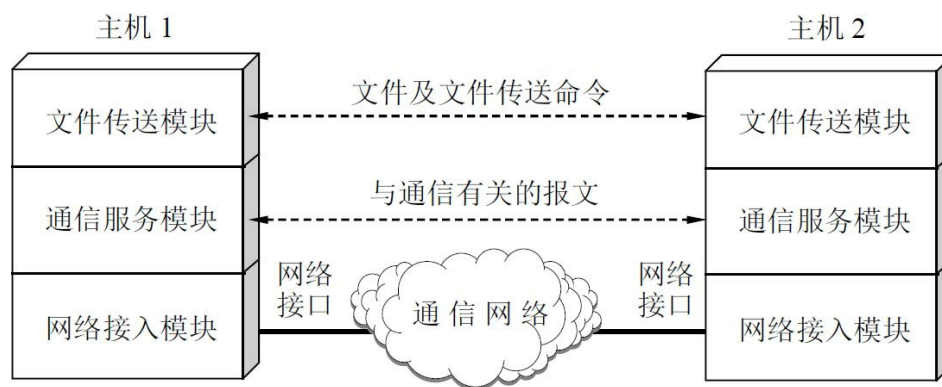 主机 1
主机 2
文件传送模块
文件及文件传送命令
文件传送模块
通信服务模块
与通信有关的报文
通信服务模块
网络接入模块
网络
接口
通信网络
网络
接口
网络接入模块